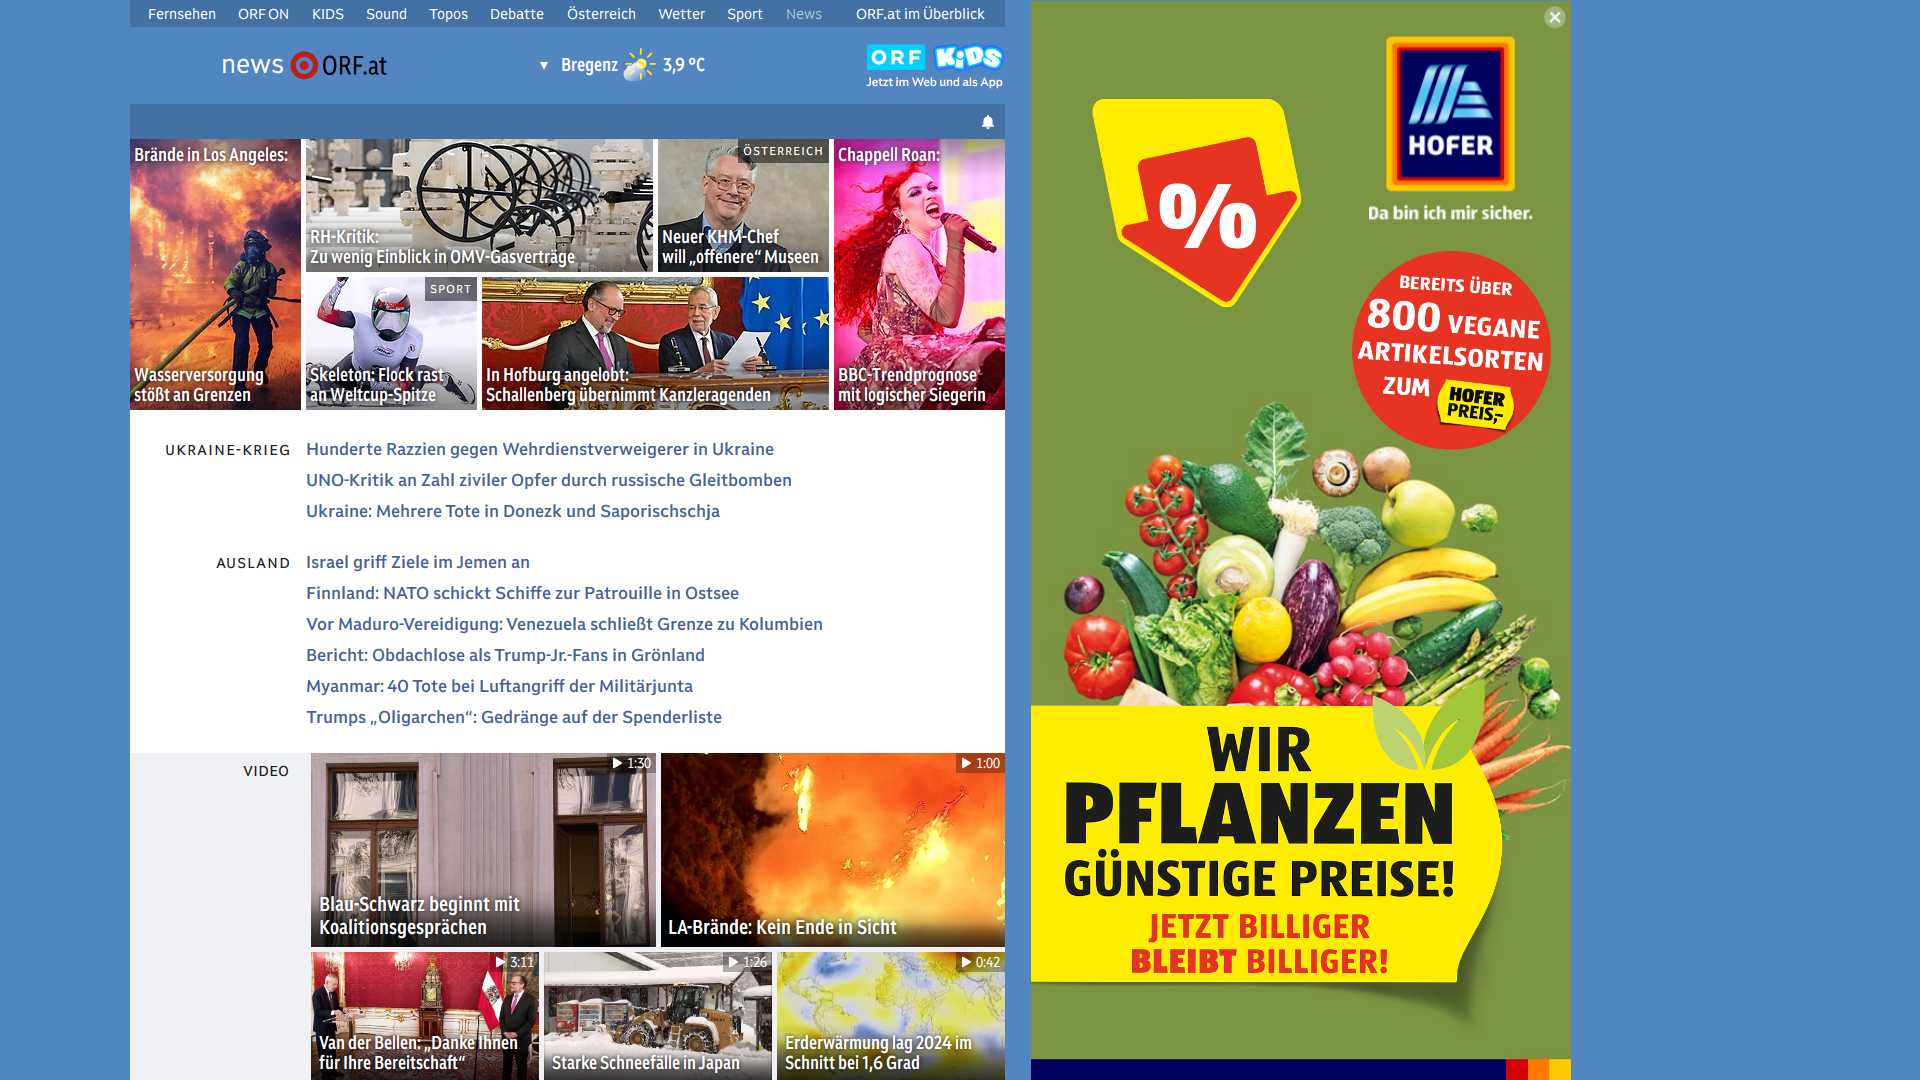 Fernsehen ORF ON KIDS Sound Topos Debatte Österreich Wetter Sport News ORF.at im Überblick
news ORF.at
Bregenz 3,9 ºC
ORF KiDS
Jetzt im Web und als App
Brände in Los Angeles:
Wasserversorgung
stößt an Grenzen
RH-Kritik:
Zu wenig Einblick in OMV-Gasverträge
ÖSTERREICH
Neuer KHM-Chef
will „offenere“ Museen
Chappell Roan:
BBC-Trendprognose
mit logischer Siegerin
SPORT
Skeleton: Flock rast
an Weltcup-Spitze
In Hofburg angelobt:
Schallenberg übernimmt Kanzleragenden
UKRAINE-KRIEG
Hunderte Razzien gegen Wehrdienstverweigerer in Ukraine
UNO-Kritik an Zahl ziviler Opfer durch russische Gleitbomben
Ukraine: Mehrere Tote in Donezk und Saporischschja
AUSLAND
Israel griff Ziele im Jemen an
Finnland: NATO schickt Schiffe zur Patrouille in Ostsee
Vor Maduro-Vereidigung: Venezuela schließt Grenze zu Kolumbien
Bericht: Obdachlose als Trump-Jr.-Fans in Grönland
Myanmar: 40 Tote bei Luftangriff der Militärjunta
Trumps „Oligarchen“: Gedränge auf der Spenderliste
VIDEO
1:30
Blau-Schwarz beginnt mit
Koalitionsgesprächen
1:00
LA-Brände: Kein Ende in Sicht
3:11
Van der Bellen: „Danke Ihnen
für Ihre Bereitschaft“
1:26
Starke Schneefälle in Japan
0:42
Erderwärmung lag 2024 im
Schnitt bei 1,6 Grad
%
HOFER
Da bin ich mir sicher.
BEREITS ÜBER
800 VEGANE
ARTIKELSORTEN
ZUM HOFER
PREIS,-
WIR
PFLANZEN
GÜNSTIGE PREISE!
JETZT BILLIGER
BLEIBT BILLIGER!